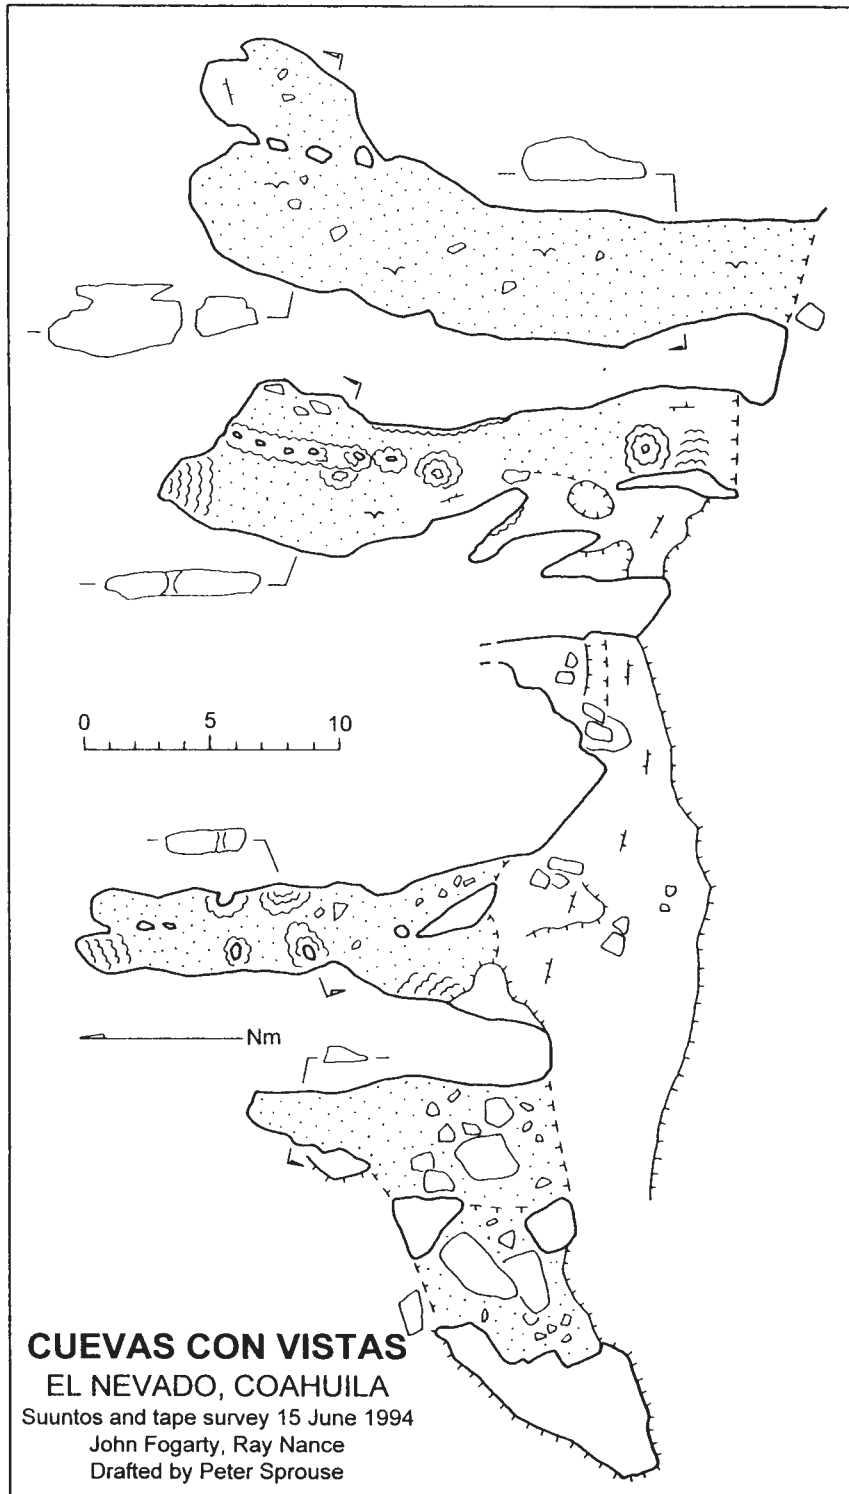 0 5 10
Nm
CUEVAS CON VISTAS
EL NEVADO, COAHUILA
Suuntos and tape survey 15 June 1994
John Fogarty, Ray Nance
Drafted by Peter Sprouse